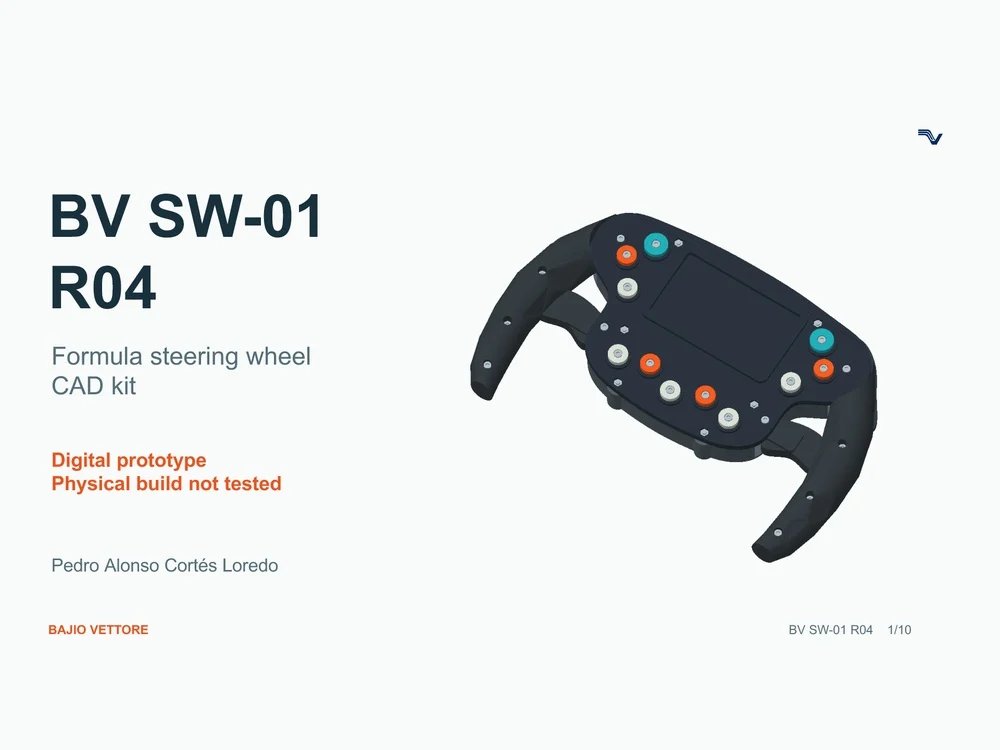 BV SW-01
R04
Formula steering wheel
CAD kit
Digital prototype
Physical build not tested
Pedro Alonso Cortés Loredo
BAJIO VETTORE
BV SW-01 R04 1/10